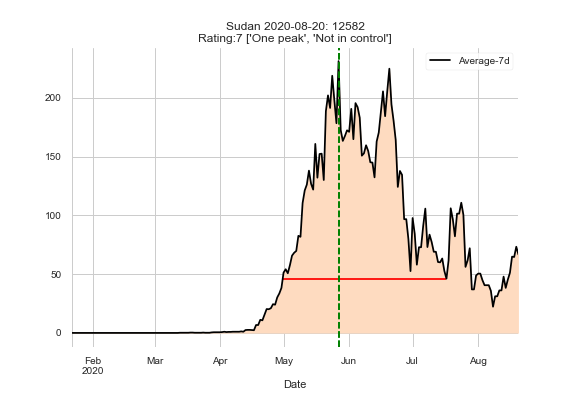 Sudan 2020-08-20: 12582
Rating:7 ['One peak', 'Not in control']
Average-7d
200
150
100
50
0
Feb
2020
Mar
Apr
May
Jun
Jul
Aug
Date